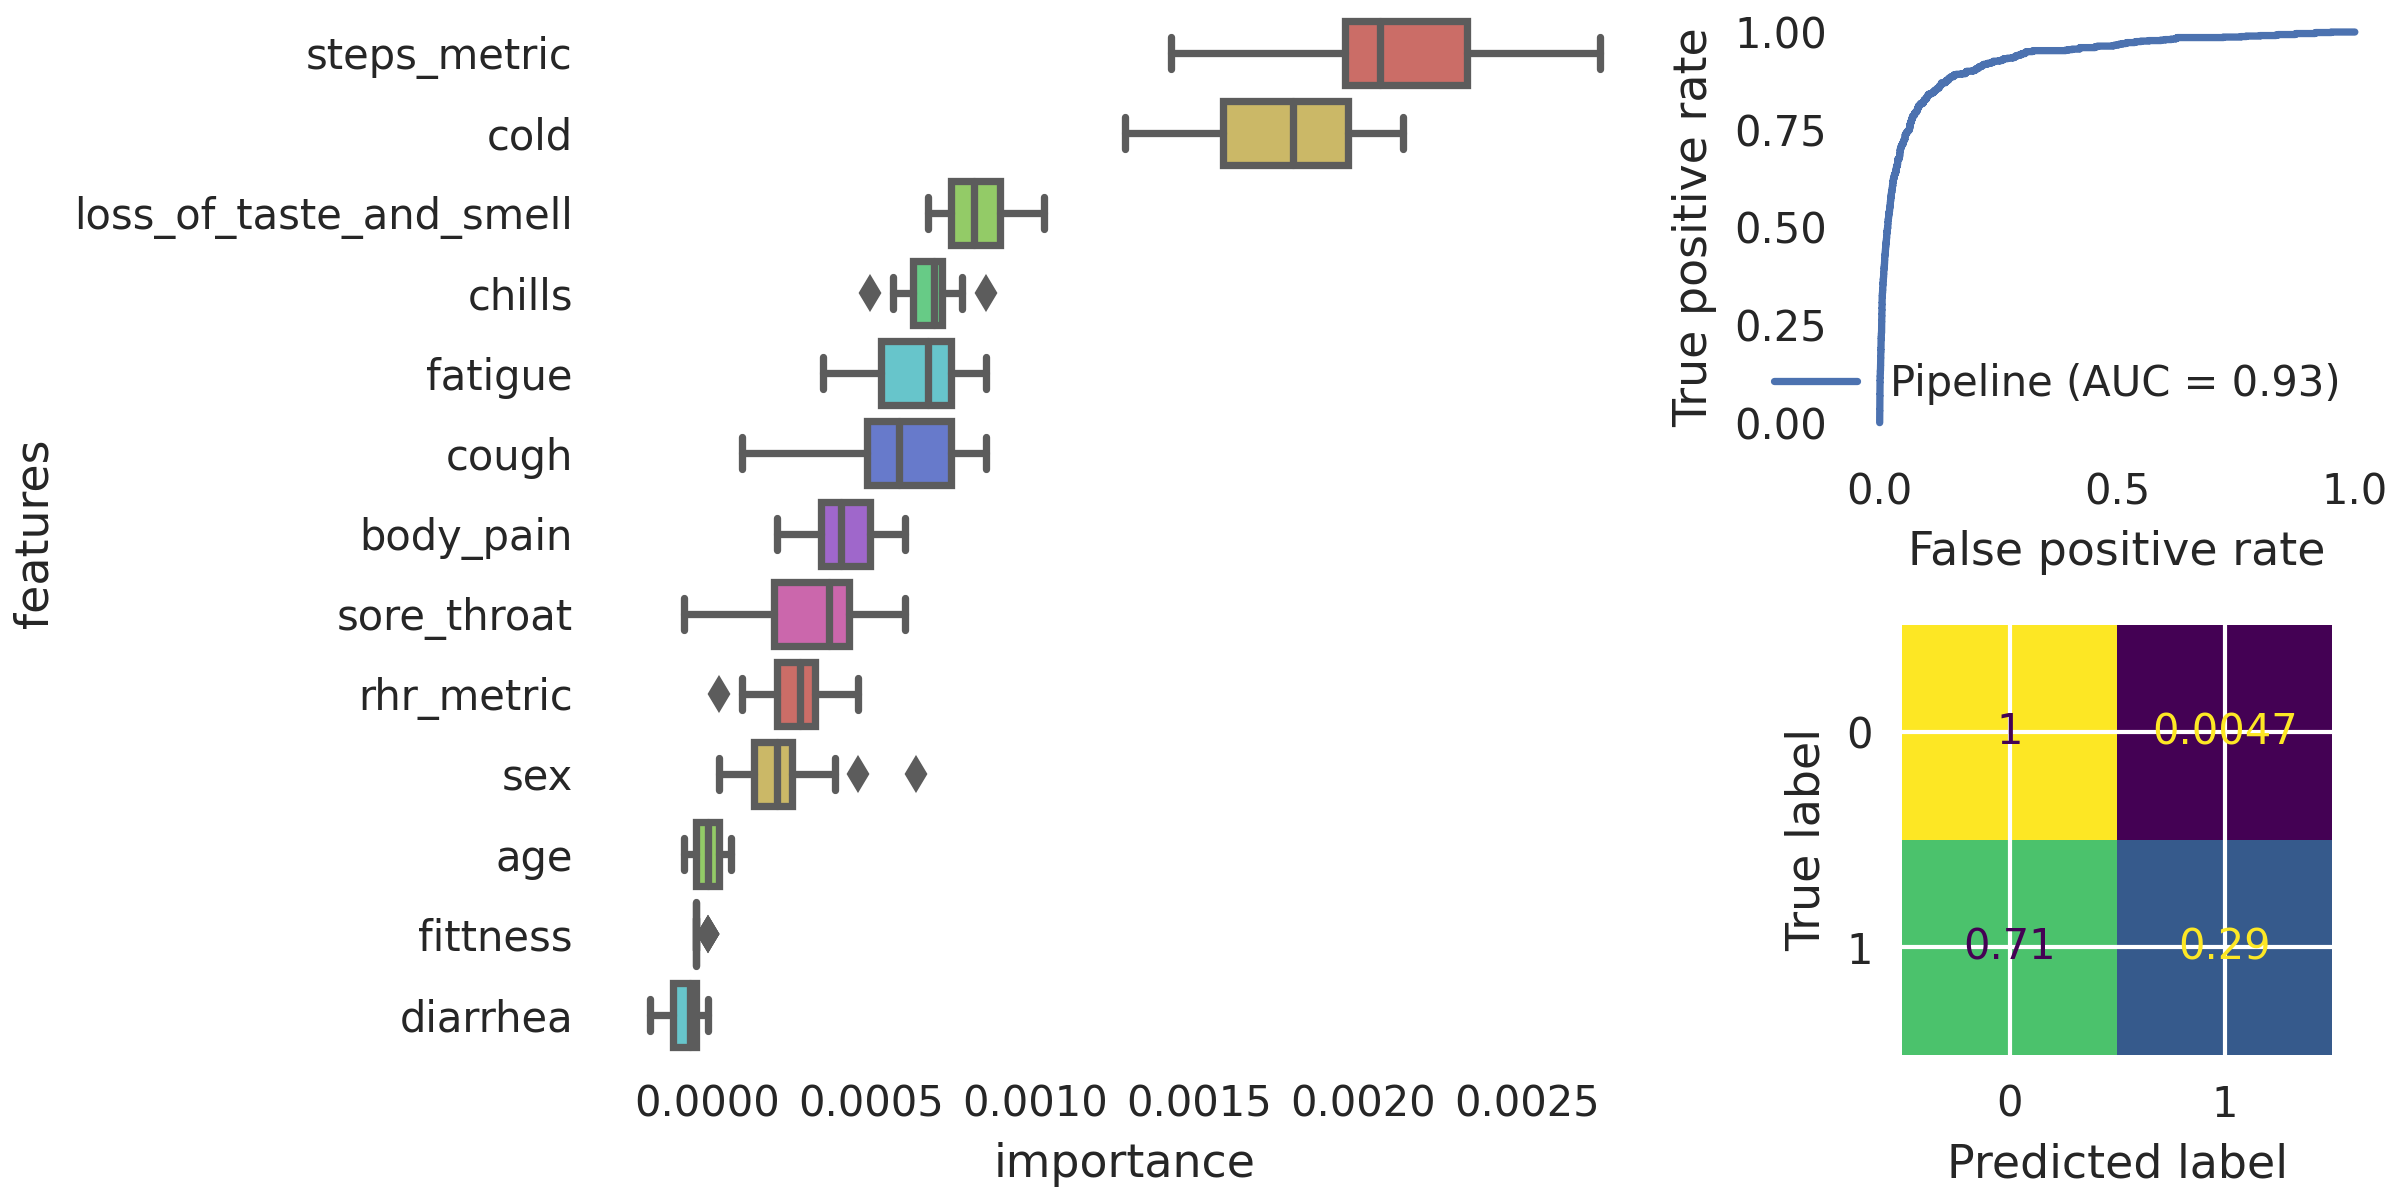 features
steps_metric
cold
loss_of_taste_and_smell
chills
fatigue
cough
body_pain
sore_throat
rhr_metric
sex
age
fittness
diarrhea
0.0000 0.0005 0.0010 0.0015 0.0020 0.0025
importance
True positive rate
1.00
0.75
0.50
0.25
0.00
Pipeline (AUC = 0.93)
0.0 0.5 1.0
False positive rate
True label
0
1
1 0.0047
0.71 0.29
0 1
Predicted label